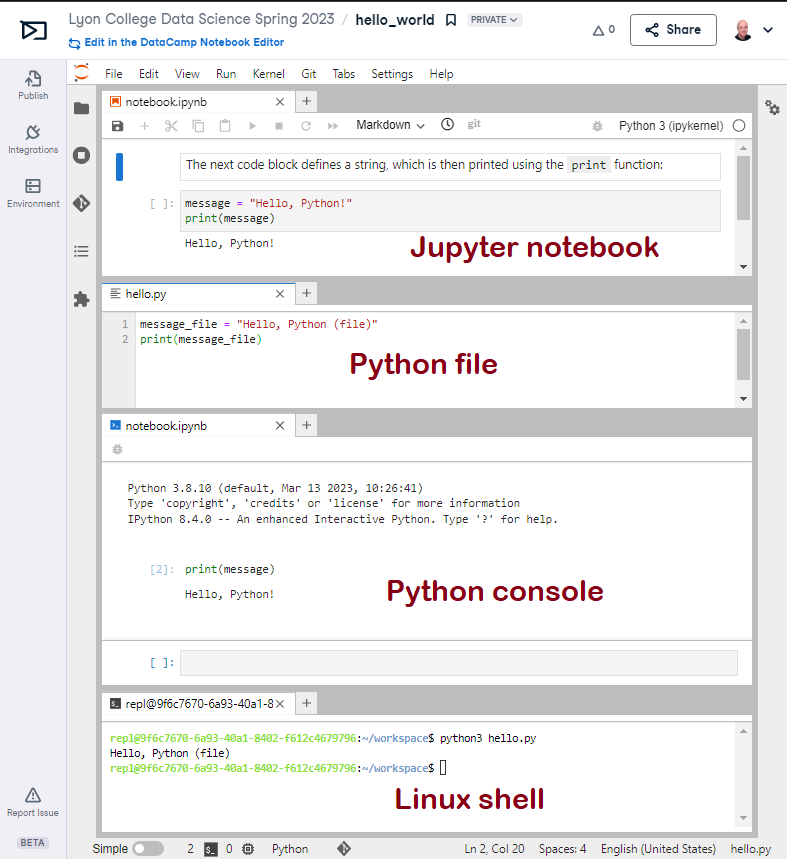 Lyon College Data Science Spring 2023 / hello_world PRIVATE
Edit in the DataCamp Notebook Editor
0
Share
Publish
Integrations
Environment
Report Issue
BETA
File Edit View Run Kernel Git Tabs Settings Help
notebook.ipynb
Markdown
git
Python 3 (ipykernel)
The next code block defines a string, which is then printed using the print function:
[ ]: message = "Hello, Python!"
print(message)
Hello, Python!
Jupyter notebook
hello.py
1 message_file = "Hello, Python (file)"
2 print(message_file)
Python file
notebook.ipynb
Python 3.8.10 (default, Mar 13 2023, 10:26:41)
Type 'copyright', 'credits' or 'license' for more information
IPython 8.4.0 -- An enhanced Interactive Python. Type '?' for help.
[2]: print(message)
Hello, Python!
Python console
[ ]:
repl@9f6c7670-6a93-40a1-8
repl@9f6c7670-6a93-40a1-8402-f612c4679796:~/workspace$ python3 hello.py
Hello, Python (file)
repl@9f6c7670-6a93-40a1-8402-f612c4679796:~/workspace$
Linux shell
Simple 2 0 Python Ln 2, Col 20 Spaces: 4 English (United States) hello.py